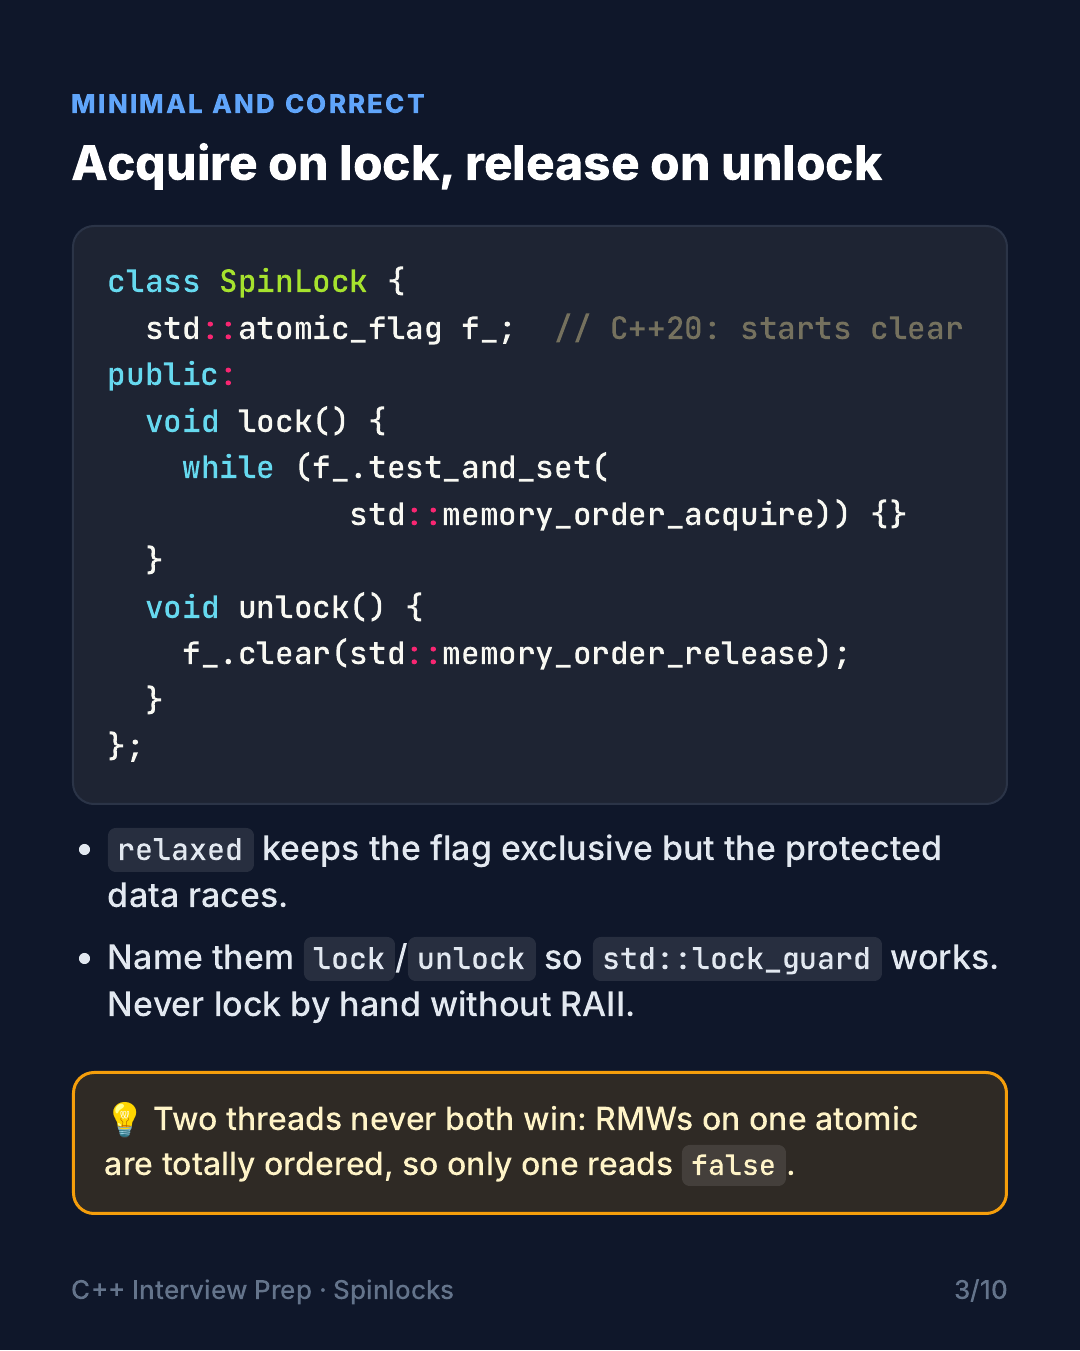 MINIMAL AND CORRECT
Acquire on lock, release on unlock
class SpinLock {
  std::atomic_flag f_;  // C++20: starts clear
public:
  void lock() {
    while (f_.test_and_set(
             std::memory_order_acquire)) {}
  }
  void unlock() {
    f_.clear(std::memory_order_release);
  }
};
• relaxed keeps the flag exclusive but the protected
data races.
• Name them lock/unlock so std::lock_guard works.
Never lock by hand without RAII.
💡 Two threads never both win: RMWs on one atomic
are totally ordered, so only one reads false.
C++ Interview Prep · Spinlocks
3/10